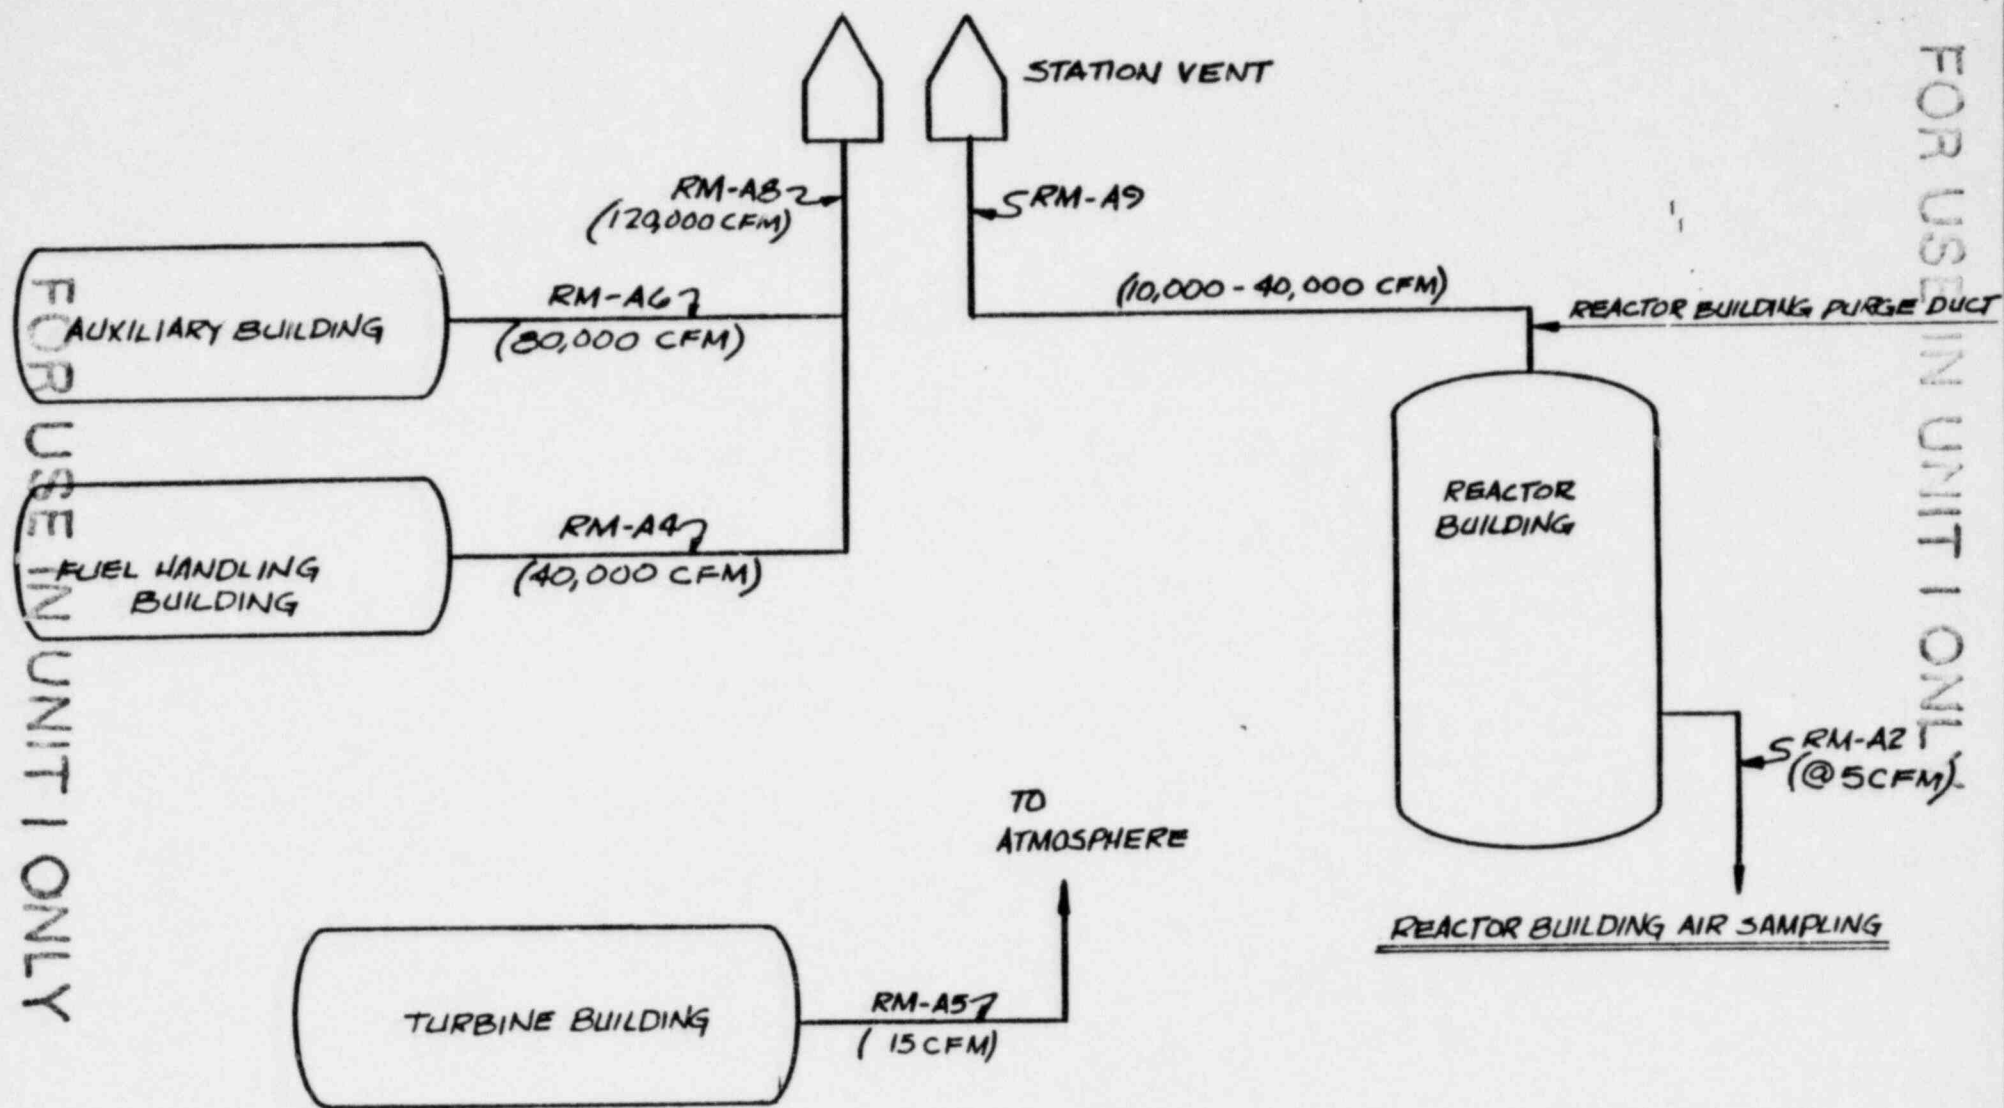 STATION VENT
RM-A8
(120,000 CFM)
RM-A9
AUXILIARY BUILDING
RM-A6
(80,000 CFM)
(10,000 - 40,000 CFM)
REACTOR BUILDING PURGE DUCT
FUEL HANDLING
BUILDING
RM-A4
(40,000 CFM)
REACTOR
BUILDING
RM-A2
(@ 5 CFM)
REACTOR BUILDING AIR SAMPLING
TO
ATMOSPHERE
TURBINE BUILDING
RM-A5
( 15 CFM)
FOR USE IN UNIT I ONLY
FOR USE IN UNIT I ONLY